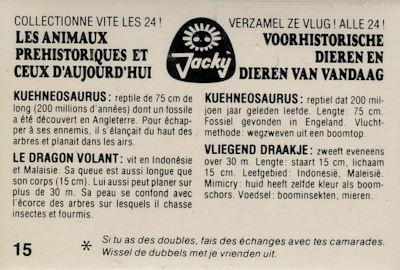 COLLECTIONNE VITE LES 24!
LES ANIMAUX
PREHISTORIQUES ET
CEUX D'AUJOURD'HUI
Jacky
VERZAMEL ZE VLUG! ALLE 24!
VOORHISTORISCHE
DIEREN EN
DIEREN VAN VANDAAG
KUEHNEOSAURUS: reptile de 75 cm de
long (200 millions d'années) dont un fossile
a été découvert en Angleterre. Pour échap-
per à ses ennemis, il s'élançait du haut des
arbres et planait dans les airs.
LE DRAGON VOLANT: vit en Indonésie
et Malaisie. Sa queue est aussi longue que
son corps (15 cm). Lui aussi peut planer sur
plus de 30 m. Sa peau se confond avec
l'écorce des arbres sur lesquels il chasse
insectes et fourmis.
KUEHNEOSAURUS: reptiel dat 200 mil-
joen jaar geleden leefde. Lengte: 75 cm.
Fossiel gevonden in Engeland. Vlucht-
methode: wegzweven uit een boomtop.
VLIEGEND DRAAKJE: zweeft eveneens
over 30 m. Lengte: staart 15 cm, lichaam
15 cm. Leefgebied: Indonesië, Maleisië.
Mimicry: huid heeft zelfde kleur als boom-
schors. Voedsel: boominsekten, mieren.
15
* Si tu as des doubles, fais des échanges avec tes camarades.
Wissel de dubbels met je vrienden uit.